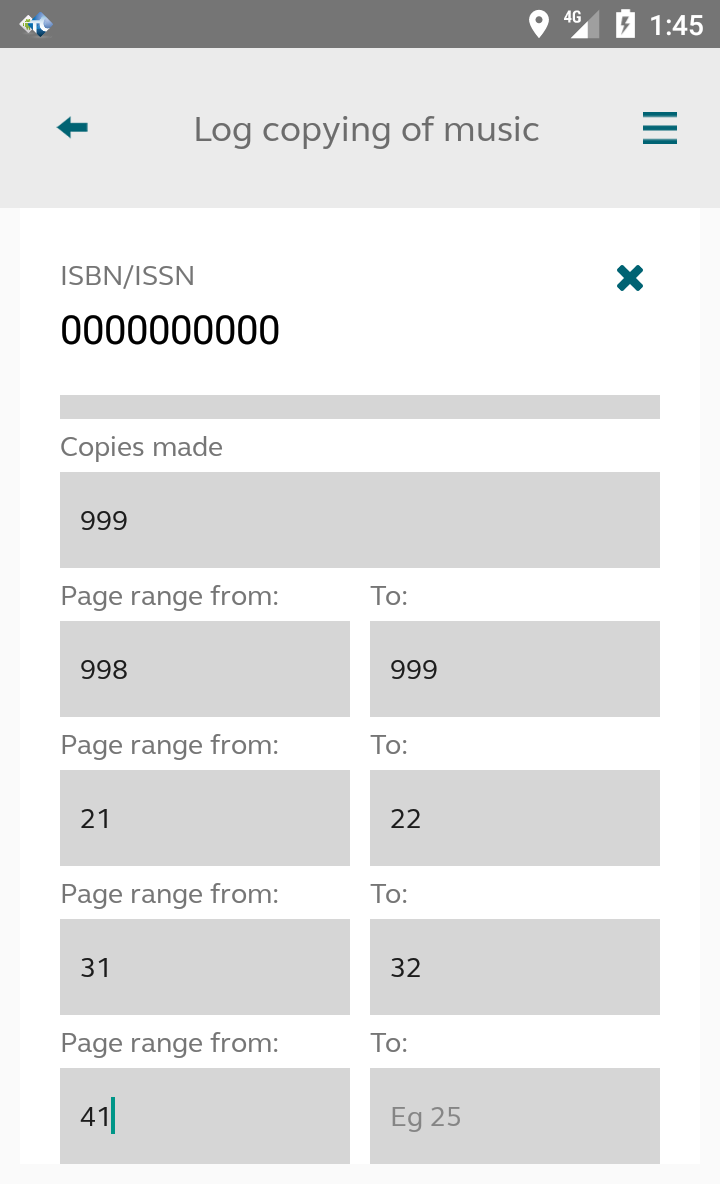 4G 1:45
Log copying of music
ISBN/ISSN
0000000000
Copies made
999
Page range from: To:
998 999
Page range from: To:
21 22
Page range from: To:
31 32
Page range from: To:
41 Eg 25